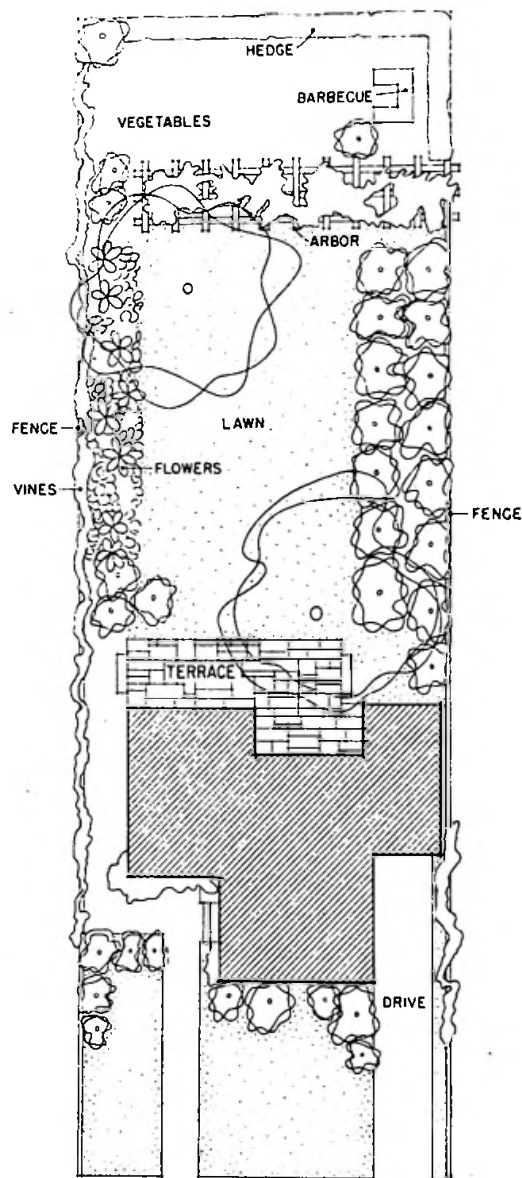 HEDGE
BARBECUE
VEGETABLES
ARBOR
LAWN
FENCE
FLOWERS
VINES
FENCE
TERRACE
DRIVE